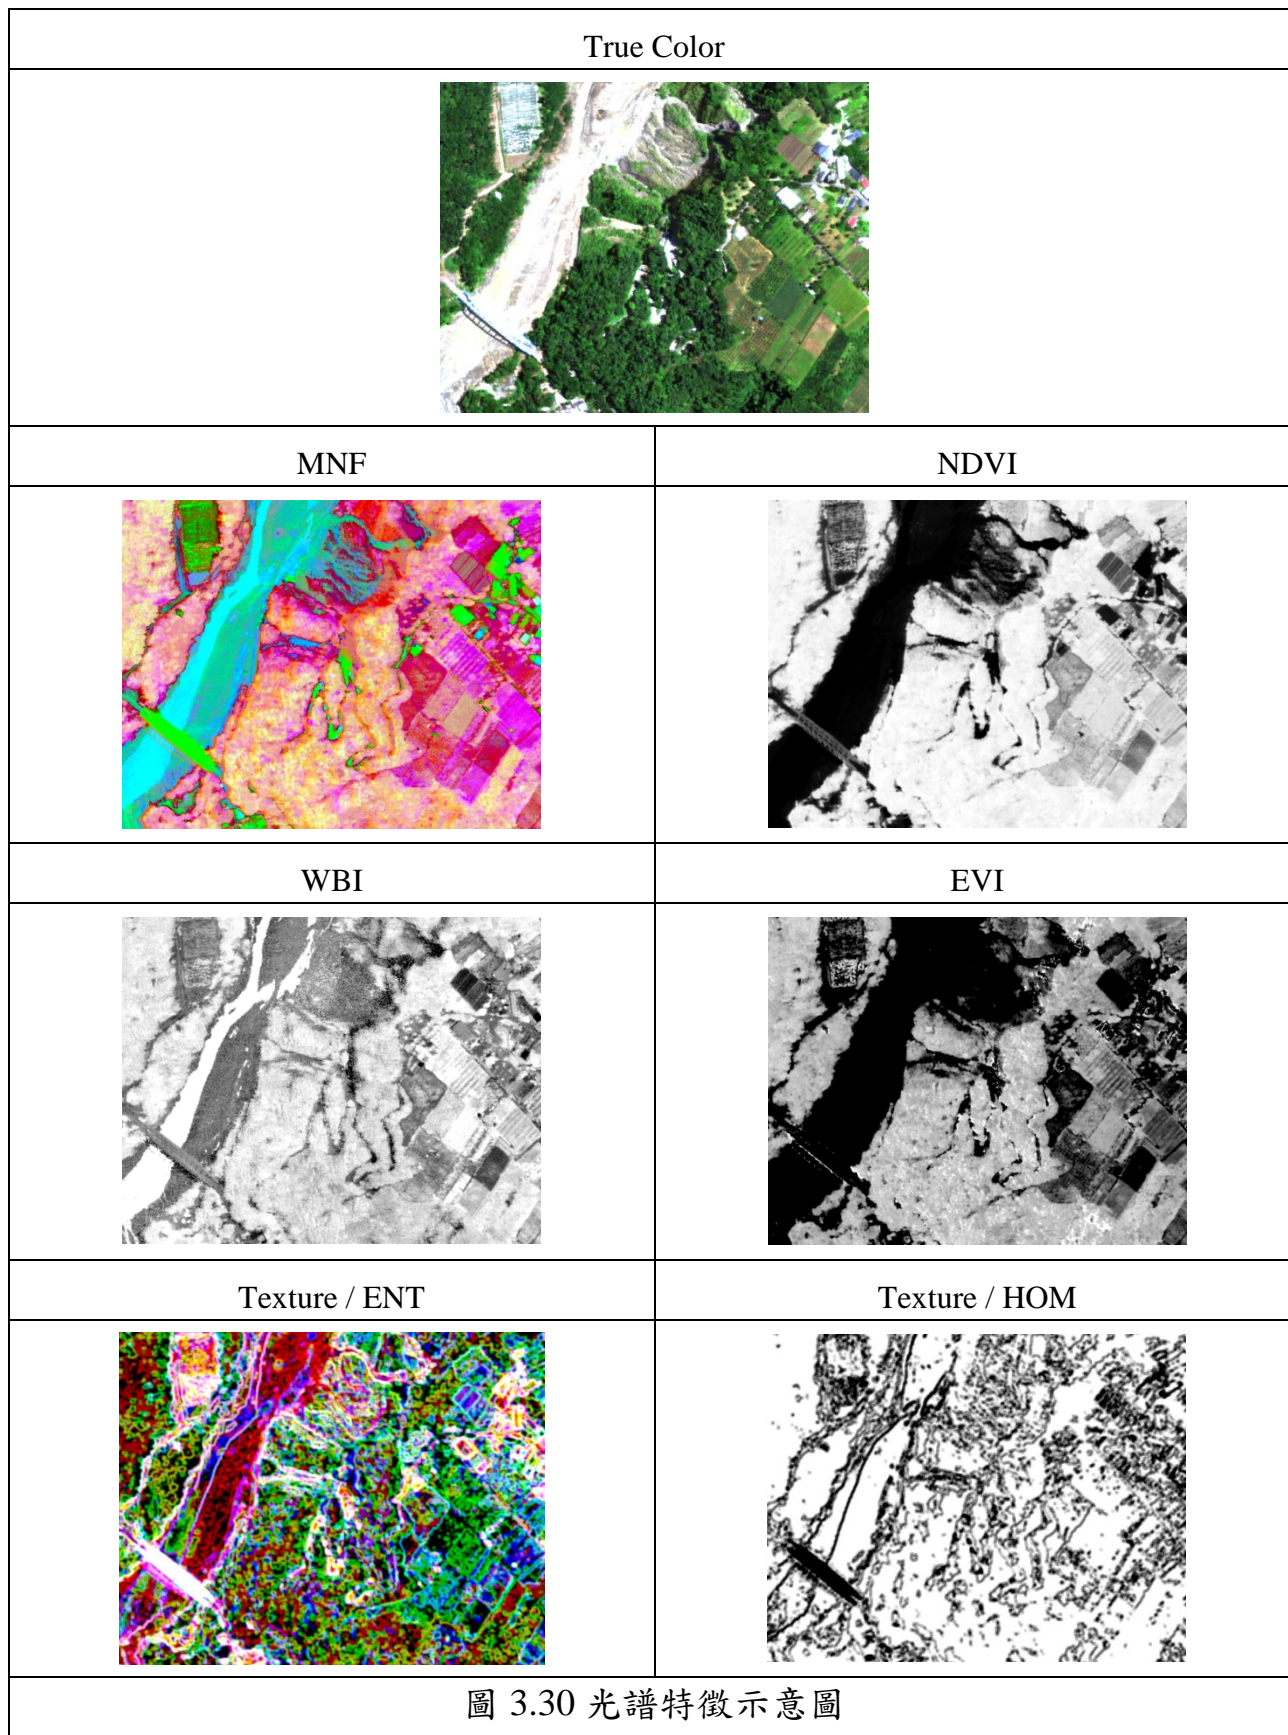 True Color
MNF
NDVI
WBI
EVI
Texture / ENT
Texture / HOM
圖 3.30 光譜特徵示意圖